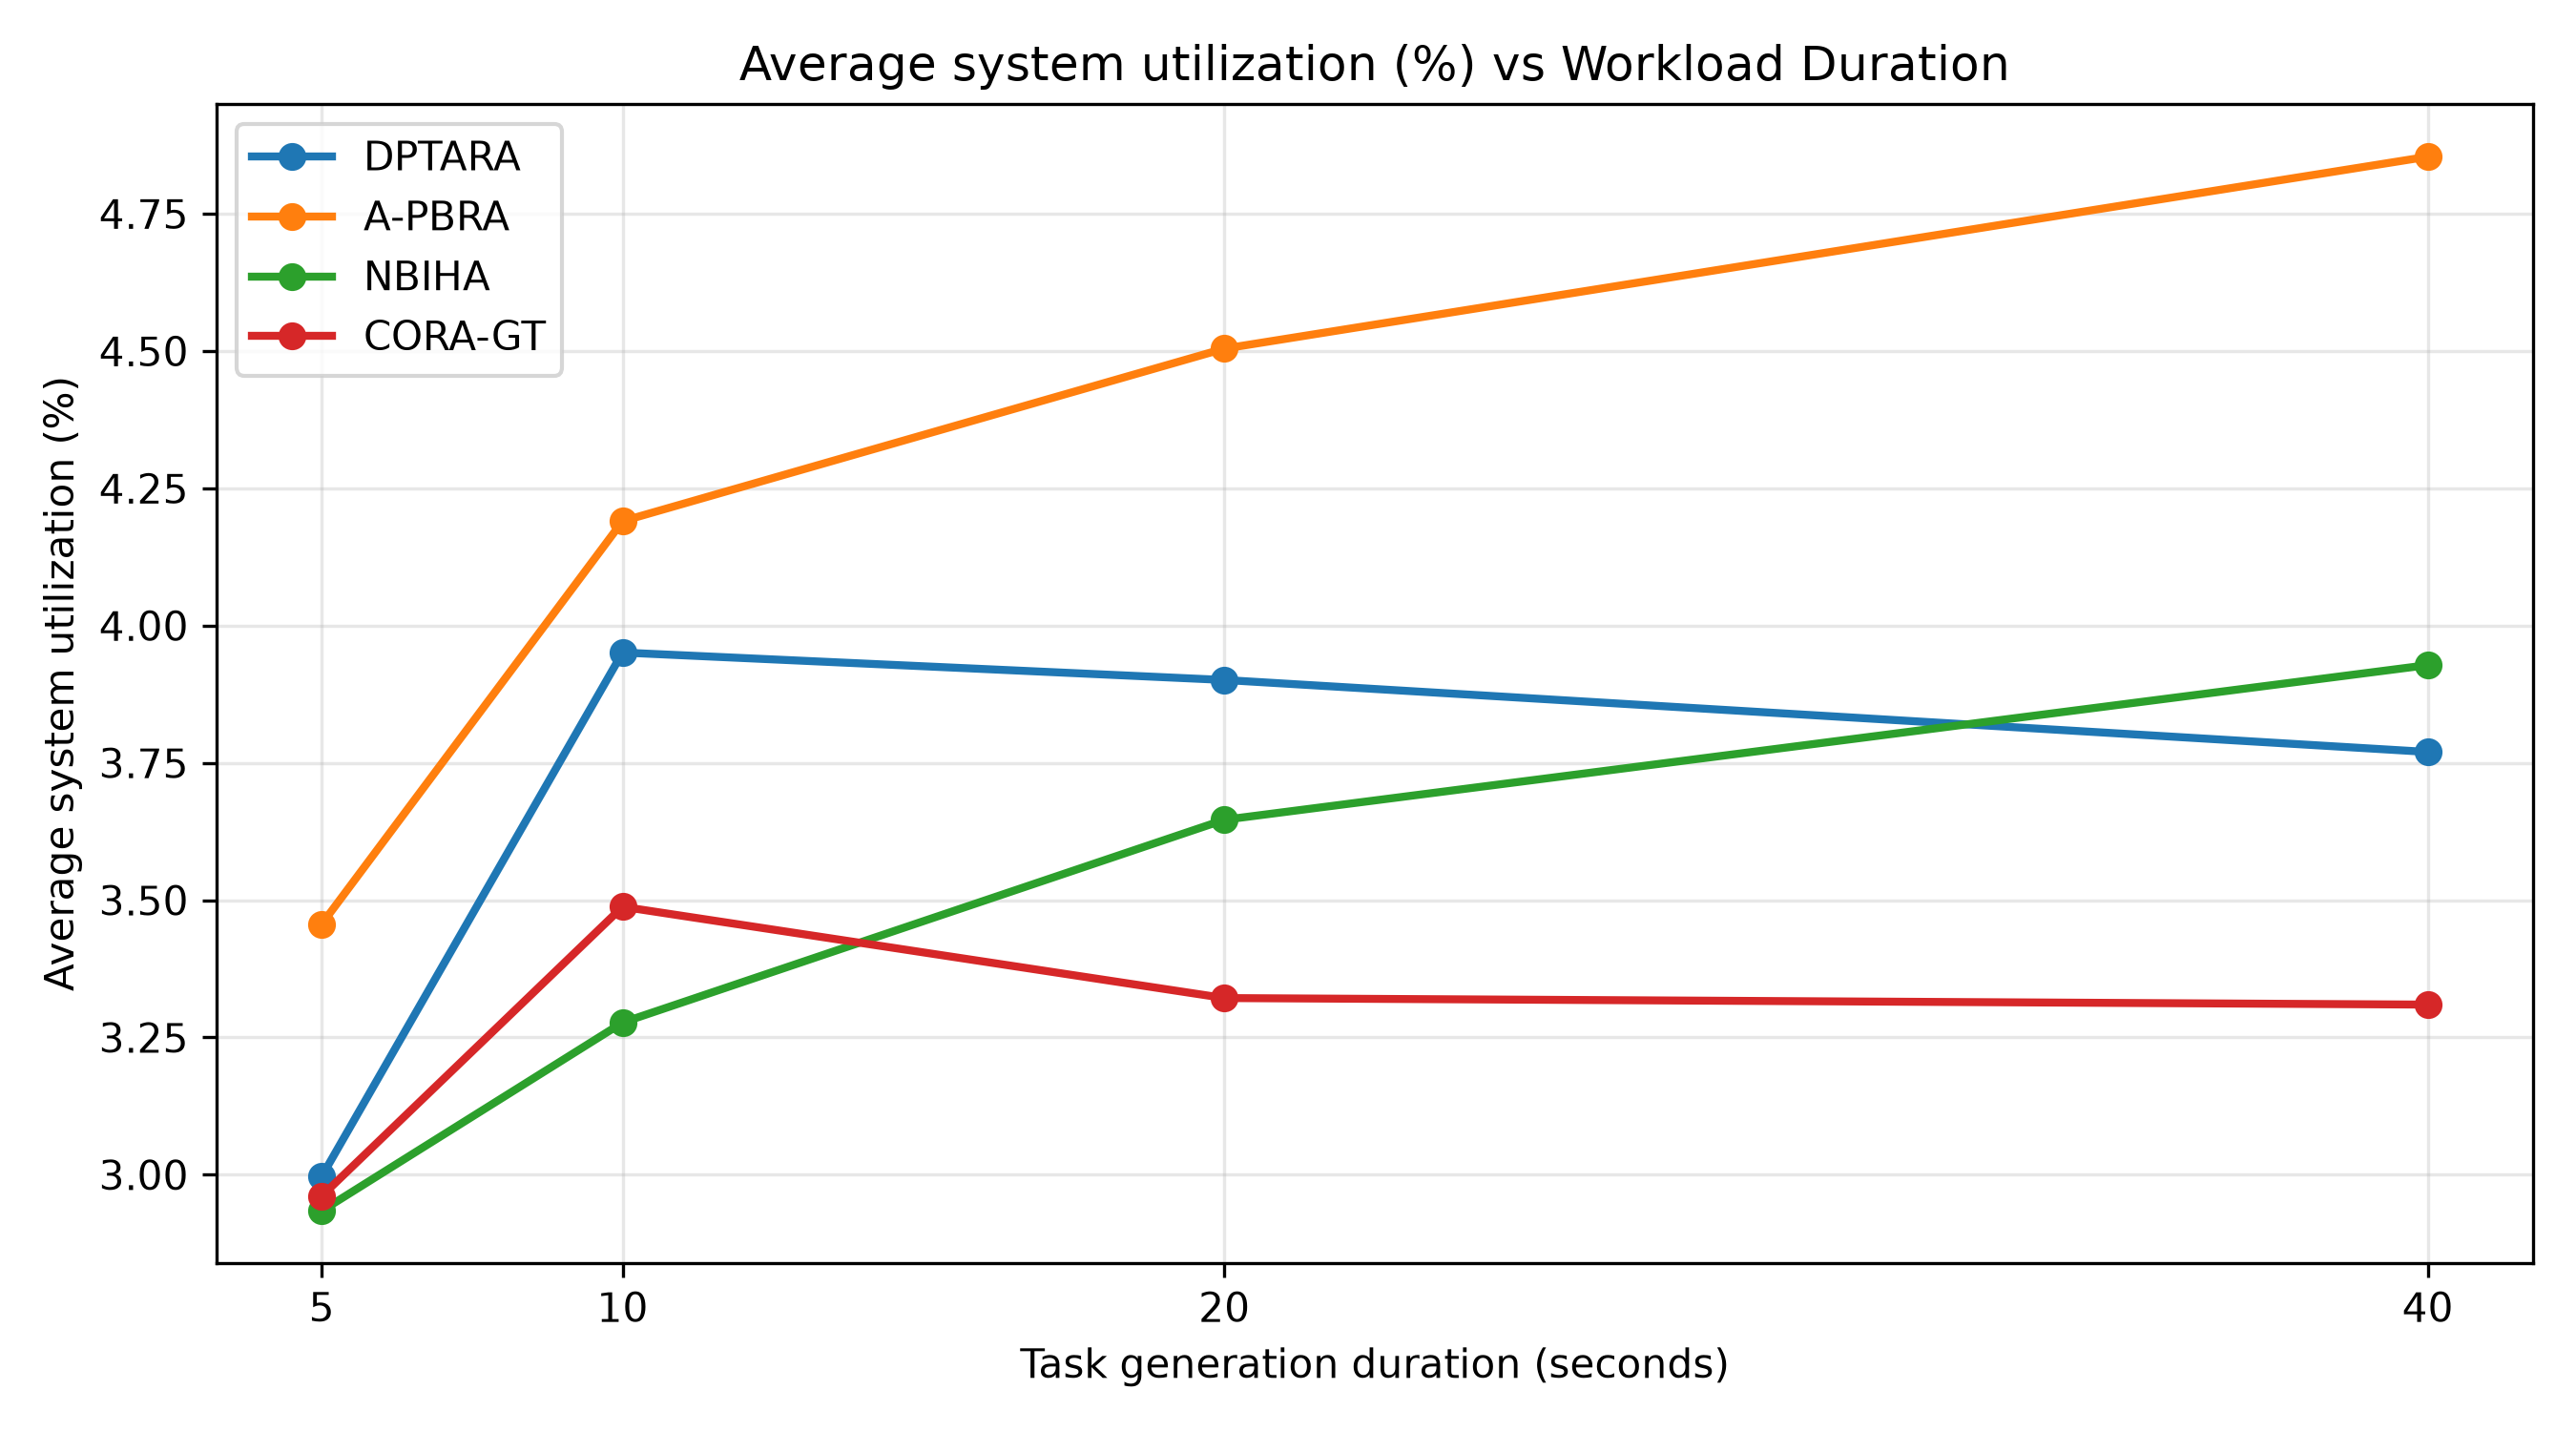 Average system utilization (%) vs Workload Duration
DPTARA
A-PBRA
NBIHA
CORA-GT
Average system utilization (%)
4.75
4.50
4.25
4.00
3.75
3.50
3.25
3.00
5 10 20 40
Task generation duration (seconds)